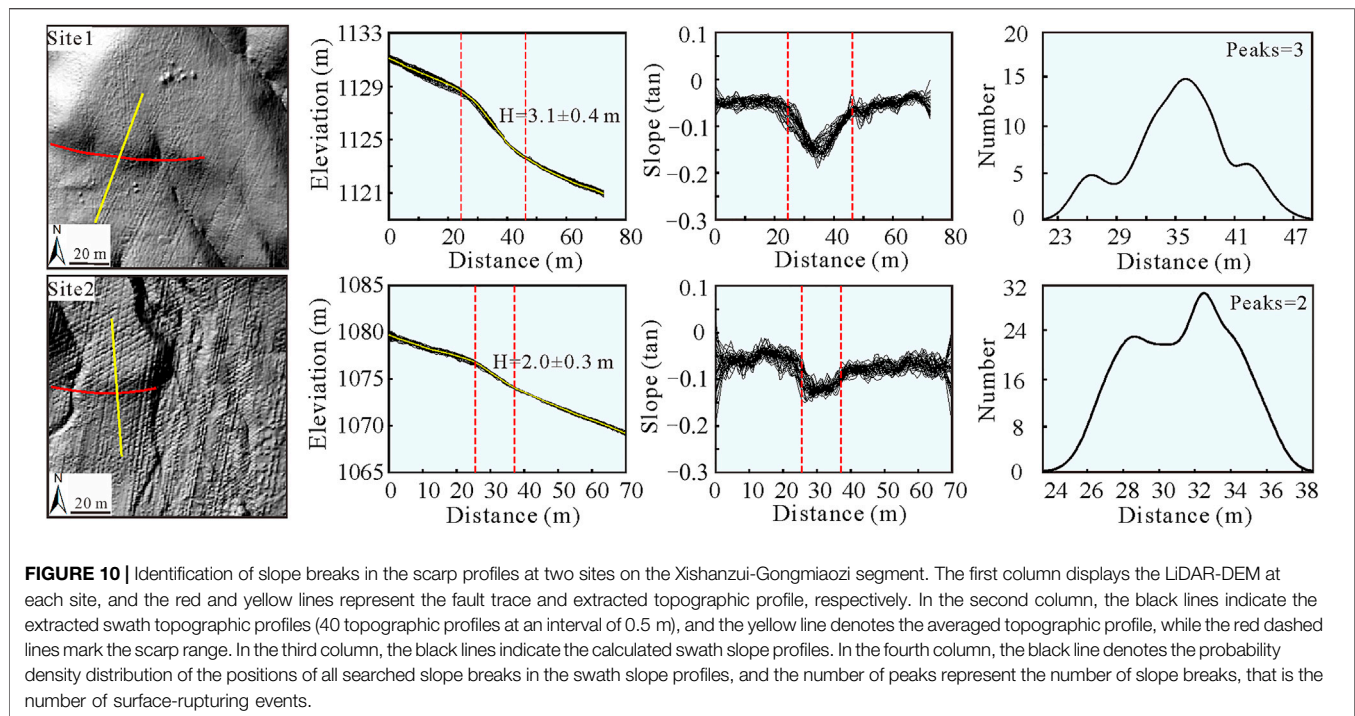 Site1
N
20 m
1133
1129
1125
1121
Eleviation (m)
H=3.1±0.4 m
0 20 40 60 80
Distance (m)
0.1
0
-0.1
-0.2
-0.3
Slope (tan)
0 20 40 60 80
Distance (m)
20
15
10
5
0
Number
Peaks=3
23 29 35 41 47
Distance (m)
Site2
N
20 m
1085
1080
1075
1070
1065
Eleviation (m)
H=2.0±0.3 m
0 10 20 30 40 50 60 70
Distance (m)
0.1
0
-0.1
-0.2
-0.3
Slope (tan)
0 10 20 30 40 50 60 70
Distance (m)
32
24
16
8
0
Number
Peaks=2
24 26 28 30 32 34 36 38
Distance (m)
FIGURE 10 | Identification of slope breaks in the scarp profiles at two sites on the Xishanzui-Gongmiaozi segment. The first column displays the LiDAR-DEM at
each site, and the red and yellow lines represent the fault trace and extracted topographic profile, respectively. In the second column, the black lines indicate the
extracted swath topographic profiles (40 topographic profiles at an interval of 0.5 m), and the yellow line denotes the averaged topographic profile, while the red dashed
lines mark the scarp range. In the third column, the black lines indicate the calculated swath slope profiles. In the fourth column, the black line denotes the probability
density distribution of the positions of all searched slope breaks in the swath slope profiles, and the number of peaks represent the number of slope breaks, that is the
number of surface-rupturing events.